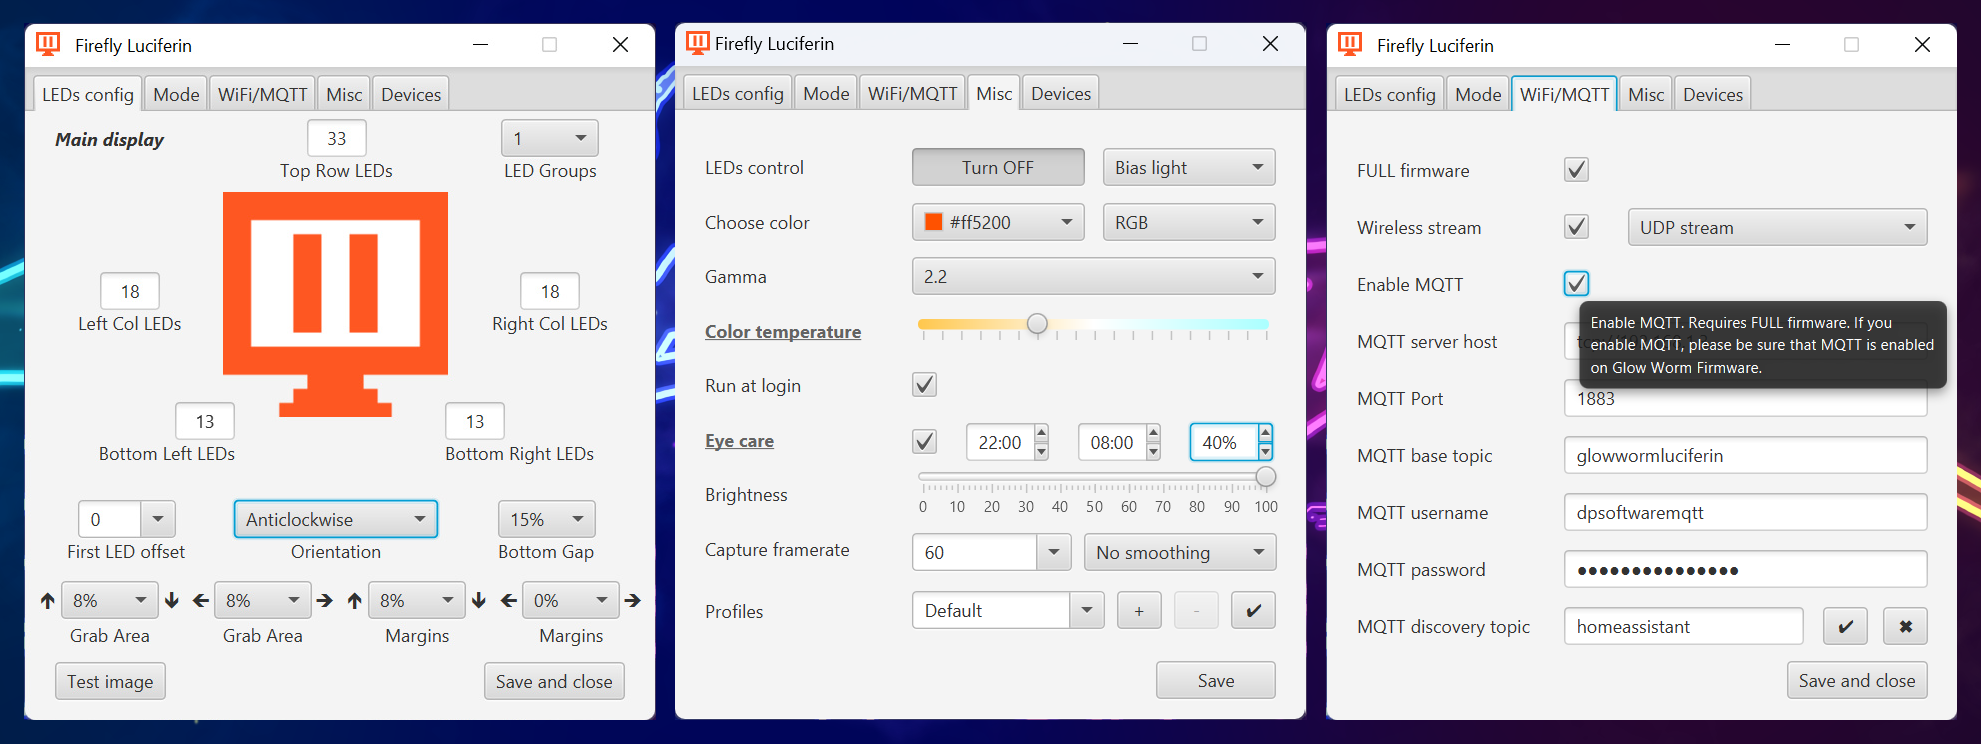 Firefly Luciferin
LEDs config Mode WiFi/MQTT Misc Devices
Main display
33
Top Row LEDs
1
LED Groups
18
Left Col LEDs
18
Right Col LEDs
13
Bottom Left LEDs
13
Bottom Right LEDs
0
First LED offset
Anticlockwise
Orientation
15%
Bottom Gap
8%
Grab Area
8%
Grab Area
8%
Margins
0%
Margins
Test image
Save and close
Firefly Luciferin
LEDs config Mode WiFi/MQTT Misc Devices
LEDs control Turn OFF Bias light
Choose color #ff5200 RGB
Gamma 2.2
Color temperature
Run at login
Eye care 22:00 08:00 40%
Brightness
0 10 20 30 40 50 60 70 80 90 100
Capture framerate 60 No smoothing
Profiles Default + -
Save
Firefly Luciferin
LEDs config Mode WiFi/MQTT Misc Devices
FULL firmware
Wireless stream UDP stream
Enable MQTT
Enable MQTT. Requires FULL firmware. If you
enable MQTT, please be sure that MQTT is enabled
on Glow Worm Firmware.
MQTT server host
MQTT Port 1883
MQTT base topic glowwormluciferin
MQTT username dpsoftwaremqtt
MQTT password ●●●●●●●●●●●●●●●
MQTT discovery topic homeassistant
Save and close